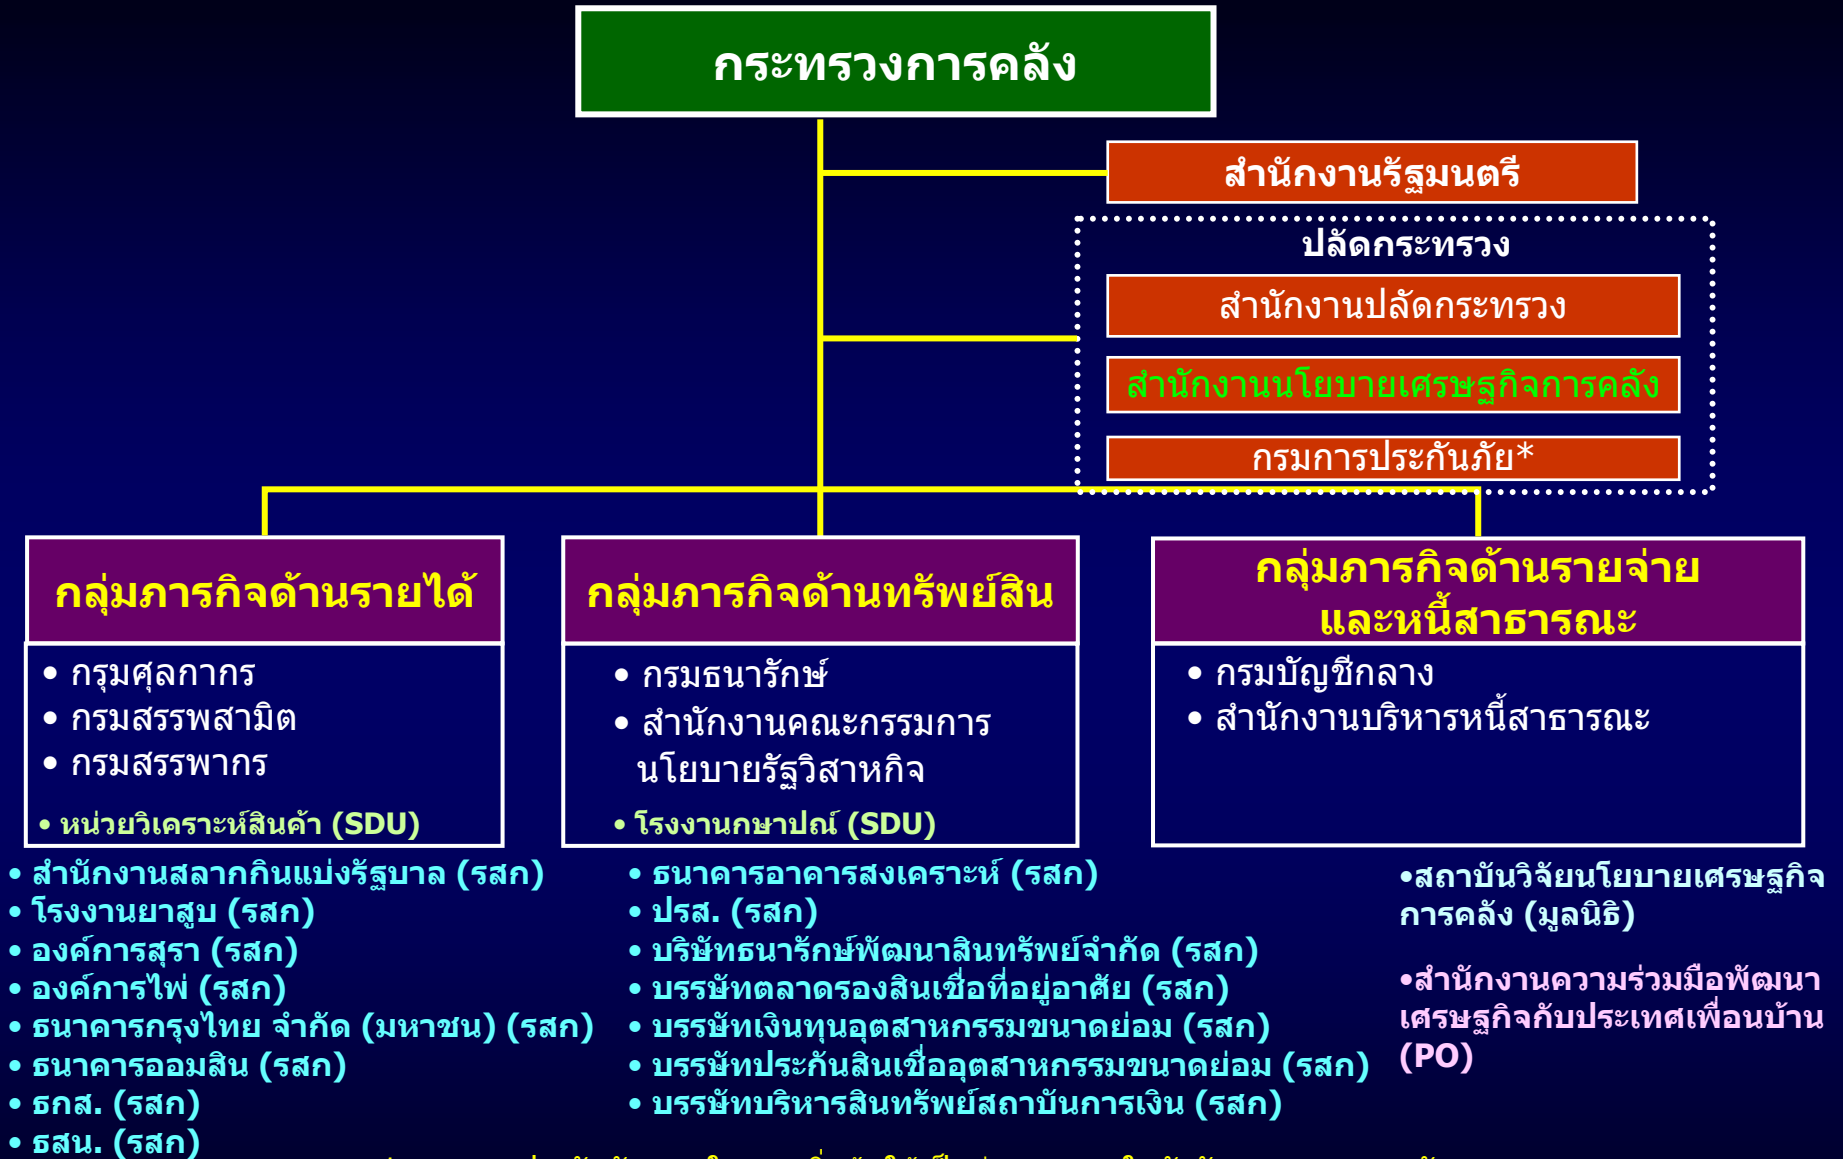 กระทรวงการคลัง
สำนักงานรัฐมนตรี
ปลัดกระทรวง
สำนักงานปลัดกระทรวง
สำนักงานนโยบายเศรษฐกิจการคลัง
กรมการประกันภัย*
กลุ่มภารกิจด้านรายได้
• กรุมศุลกากร
• กรมสรรพสามิต
• กรมสรรพากร
• หน่วยวิเคราะห์สินค้า (SDU)
กลุ่มภารกิจด้านทรัพย์สิน
• กรมธนารักษ์
• สำนักงานคณะกรรมการ
นโยบายรัฐวิสาหกิจ
• โรงงานกษาปณ์ (SDU)
กลุ่มภารกิจด้านรายจ่าย
และหนี้สาธารณะ
• กรมบัญชีกลาง
• สำนักงานบริหารหนี้สาธารณะ
• สำนักงานสลากกินแบ่งรัฐบาล (รสก)
• โรงงานยาสูบ (รสก)
• องค์การสุรา (รสก)
• องค์การไพ่ (รสก)
• ธนาคารกรุงไทย จำกัด (มหาชน) (รสก)
• ธนาคารออมสิน (รสก)
• ธกส. (รสก)
• ธสน. (รสก)
• ธนาคารอาคารสงเคราะห์ (รสก)
• ปรส. (รสก)
• บริษัทธนารักษ์พัฒนาสินทรัพย์จำกัด (รสก)
• บรรษัทตลาดรองสินเชื่อที่อยู่อาศัย (รสก)
• บรรษัทเงินทุนอุตสาหกรรมขนาดย่อม (รสก)
• บรรษัทประกันสินเชื่ออุตสาหกรรมขนาดย่อม (รสก)
• บรรษัทบริหารสินทรัพย์สถาบันการเงิน (รสก)
•สถาบันวิจัยนโยบายเศรษฐกิจ
การคลัง (มูลนิธิ)
•สำนักงานความร่วมมือพัฒนา
เศรษฐกิจกับประเทศเพื่อนบ้าน
(PO)